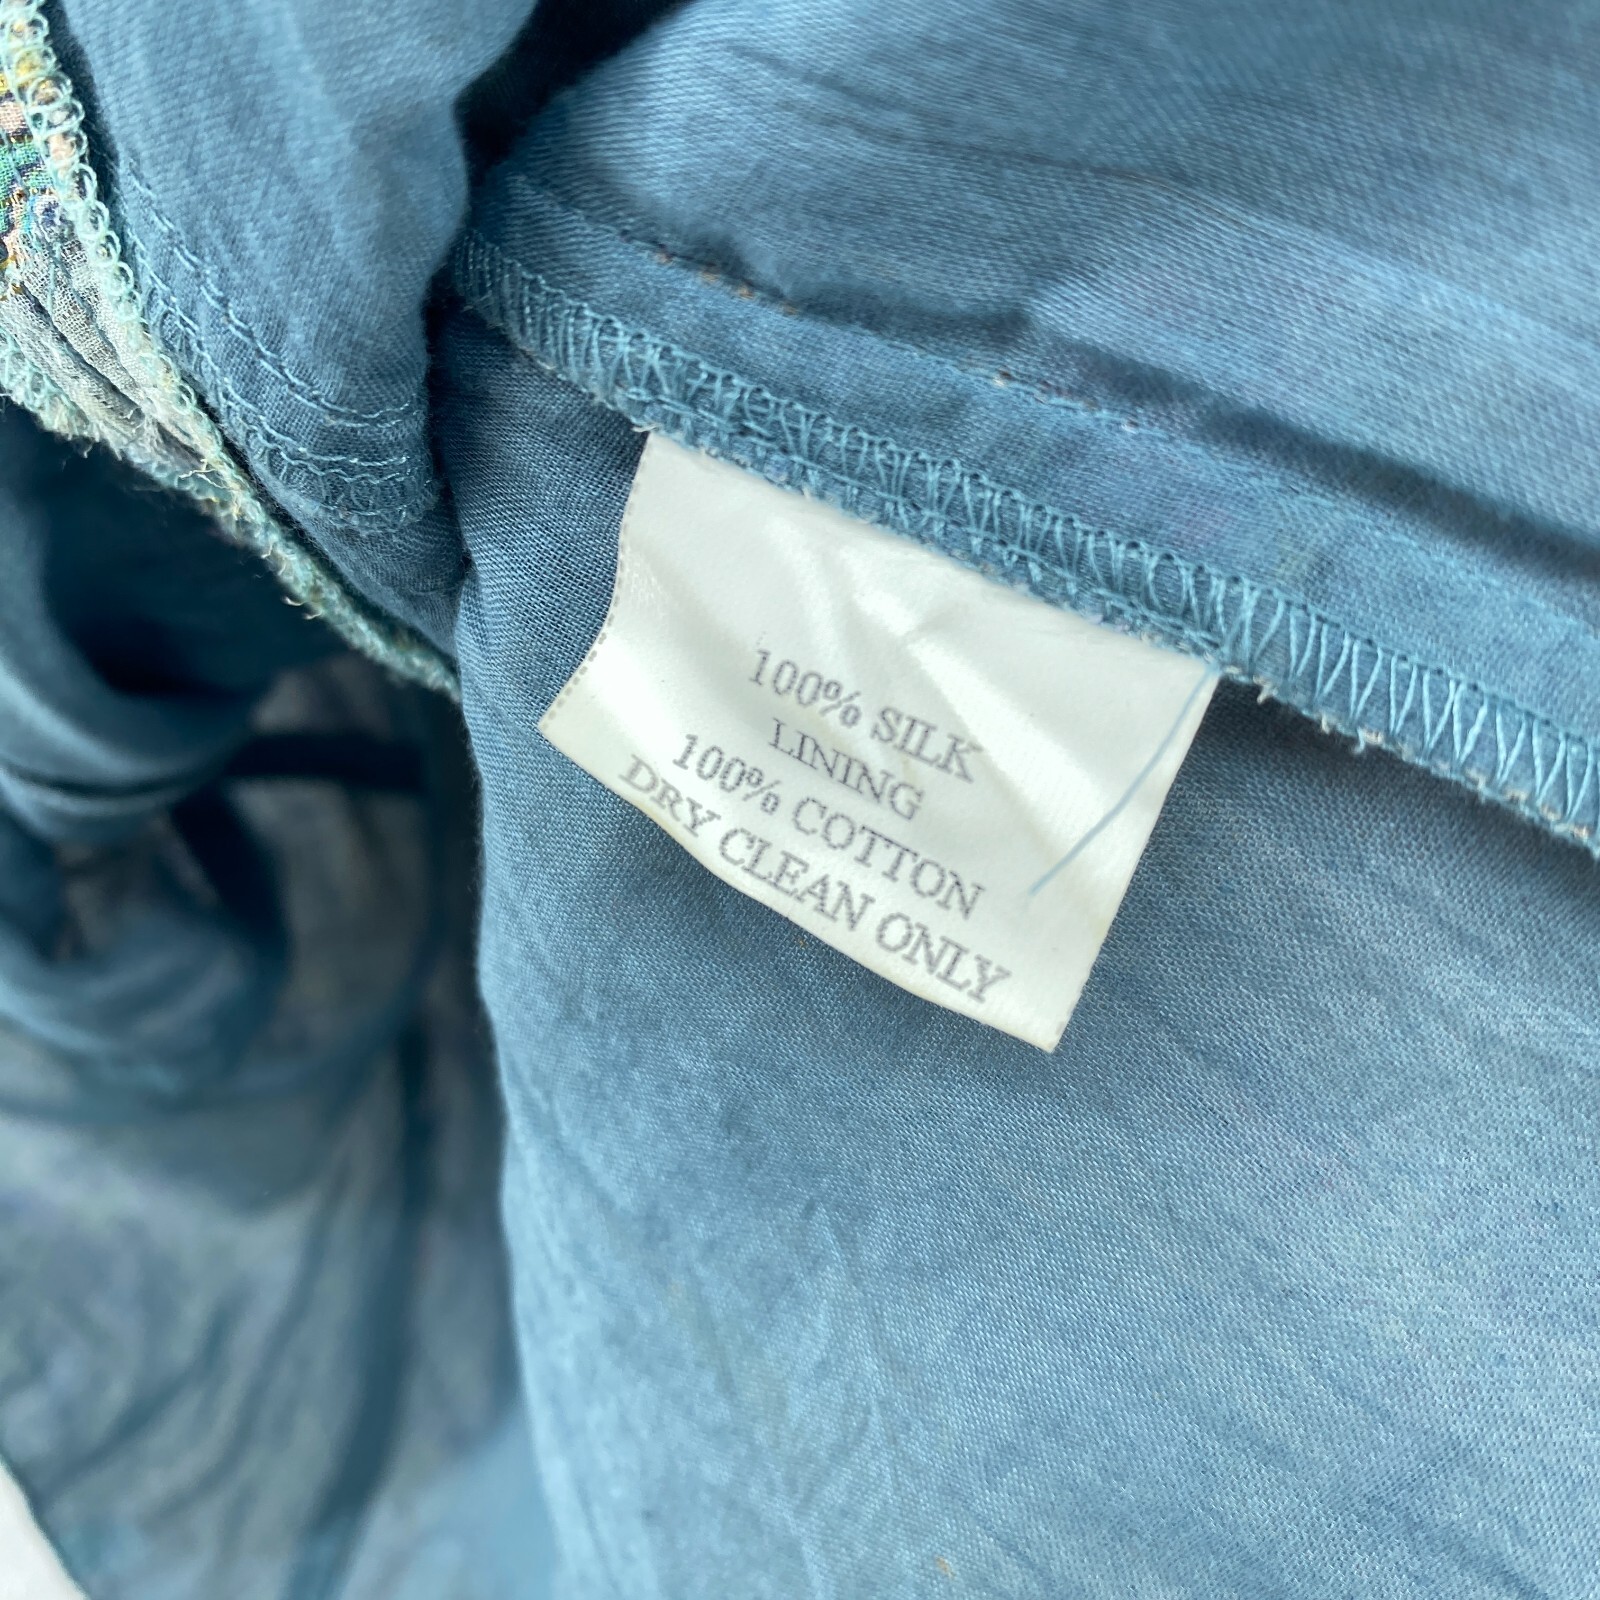 100% SILK
LINING
100% COTTON
DRY CLEAN ONLY